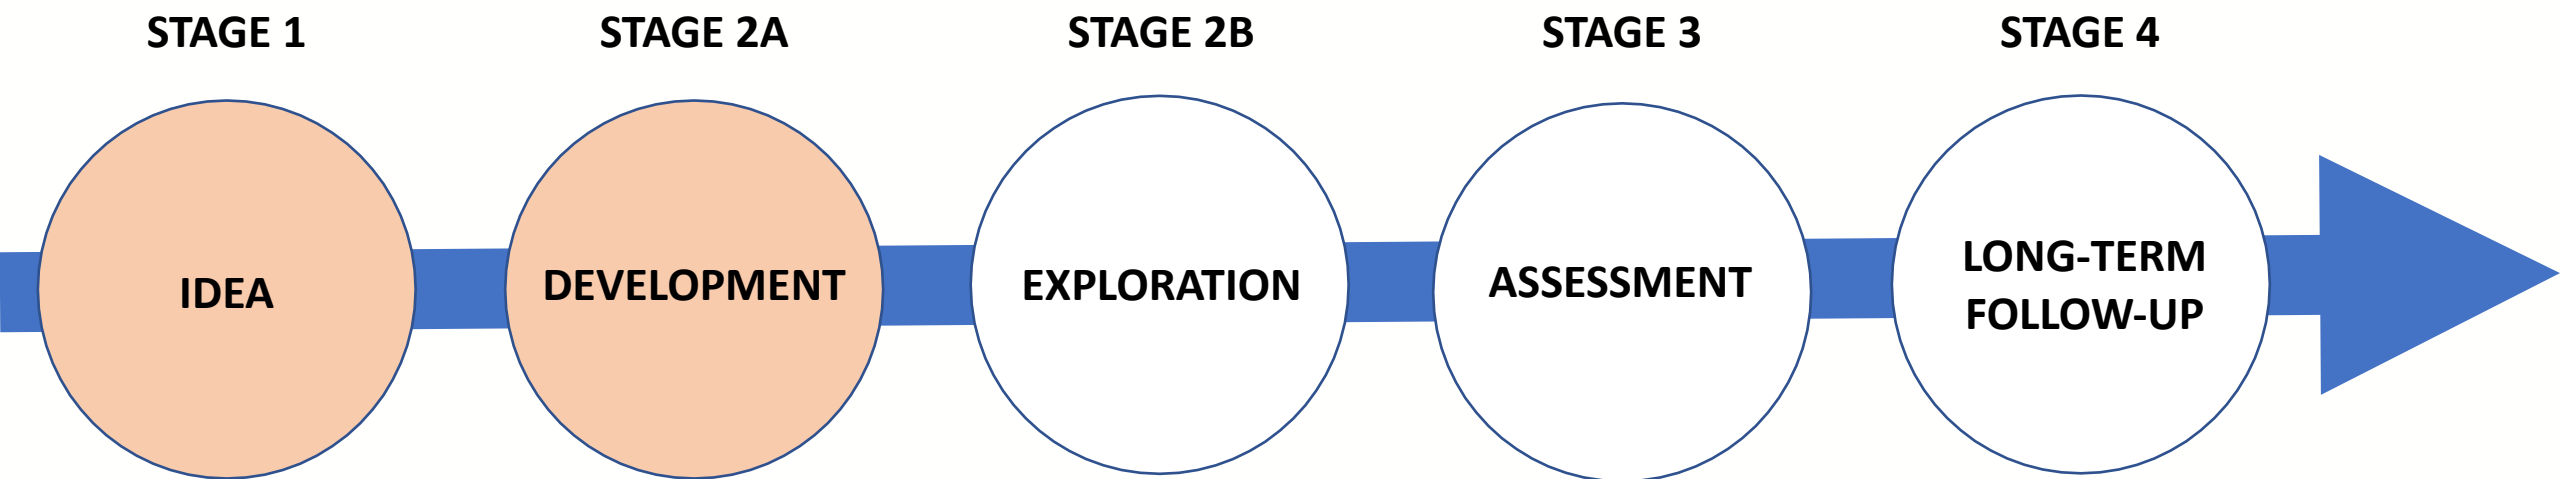 STAGE 1
STAGE 2A
STAGE 2B
STAGE 3
STAGE 4
IDEA
DEVELOPMENT
EXPLORATION
ASSESSMENT
LONG-TERM
FOLLOW-UP